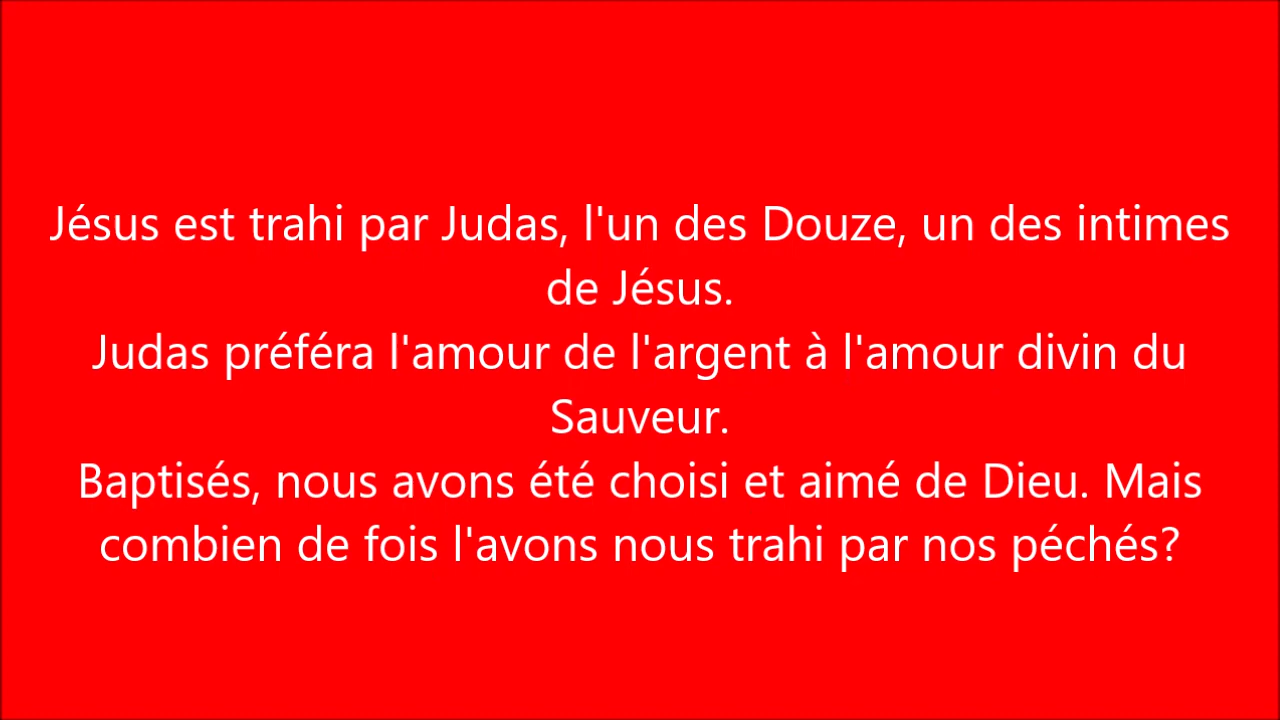 Jésus est trahi par Judas, l'un des Douze, un des intimes
de Jésus.
Judas préféra l'amour de l'argent à l'amour divin du
Sauveur.
Baptisés, nous avons été choisi et aimé de Dieu. Mais
combien de fois l'avons nous trahi par nos péchés?